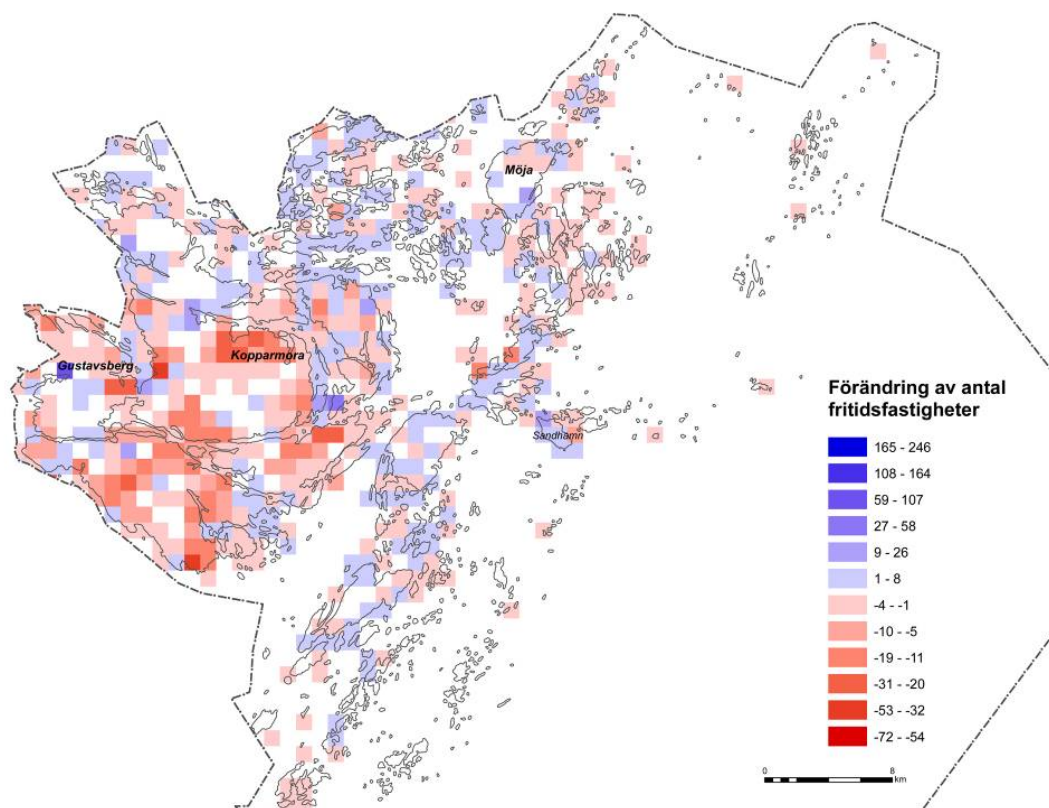 Möja
Kopparmora
Gustavsberg
Sandhamn
Förändring av antal
fritidsfastigheter
165 - 246
108 - 164
59 - 107
27 - 58
9 - 26
1 - 8
-4 - -1
-10 - -5
-19 - -11
-31 - -20
-53 - -32
-72 - -54
0 8
km